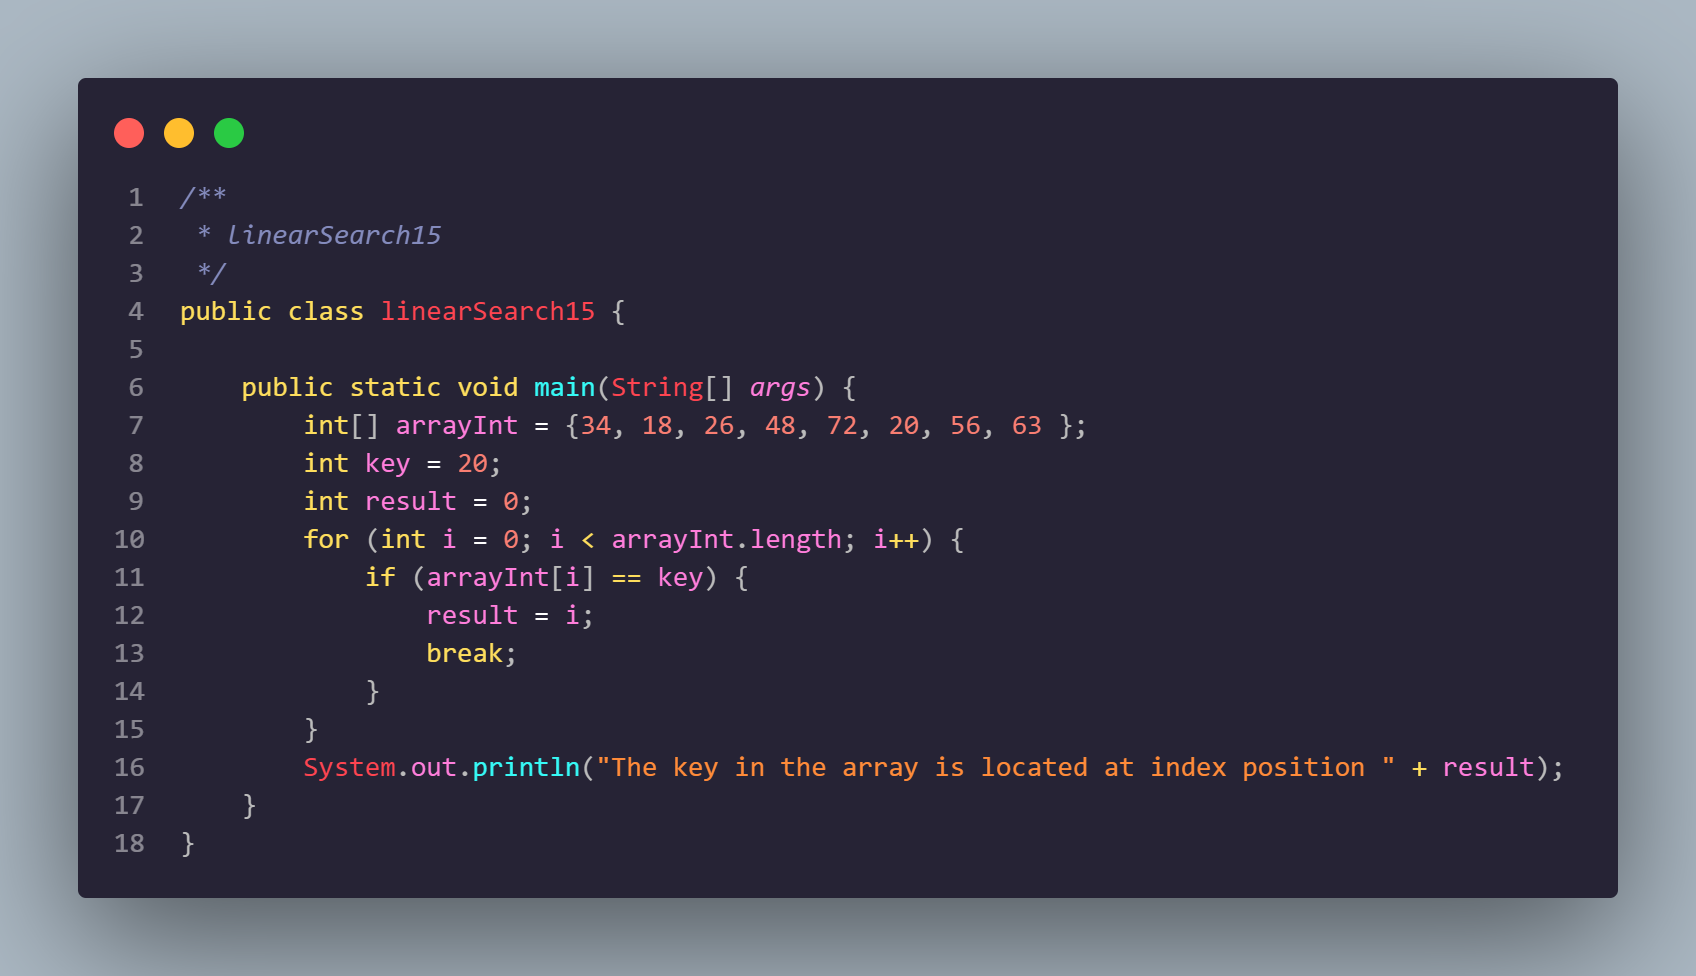 1 /**
2  * linearSearch15
3  */
4 public class linearSearch15 {
5
6     public static void main(String[] args) {
7         int[] arrayInt = {34, 18, 26, 48, 72, 20, 56, 63 };
8         int key = 20;
9         int result = 0;
10         for (int i = 0; i < arrayInt.length; i++) {
11             if (arrayInt[i] == key) {
12                 result = i;
13                 break;
14             }
15         }
16         System.out.println("The key in the array is located at index position " + result);
17     }
18 }